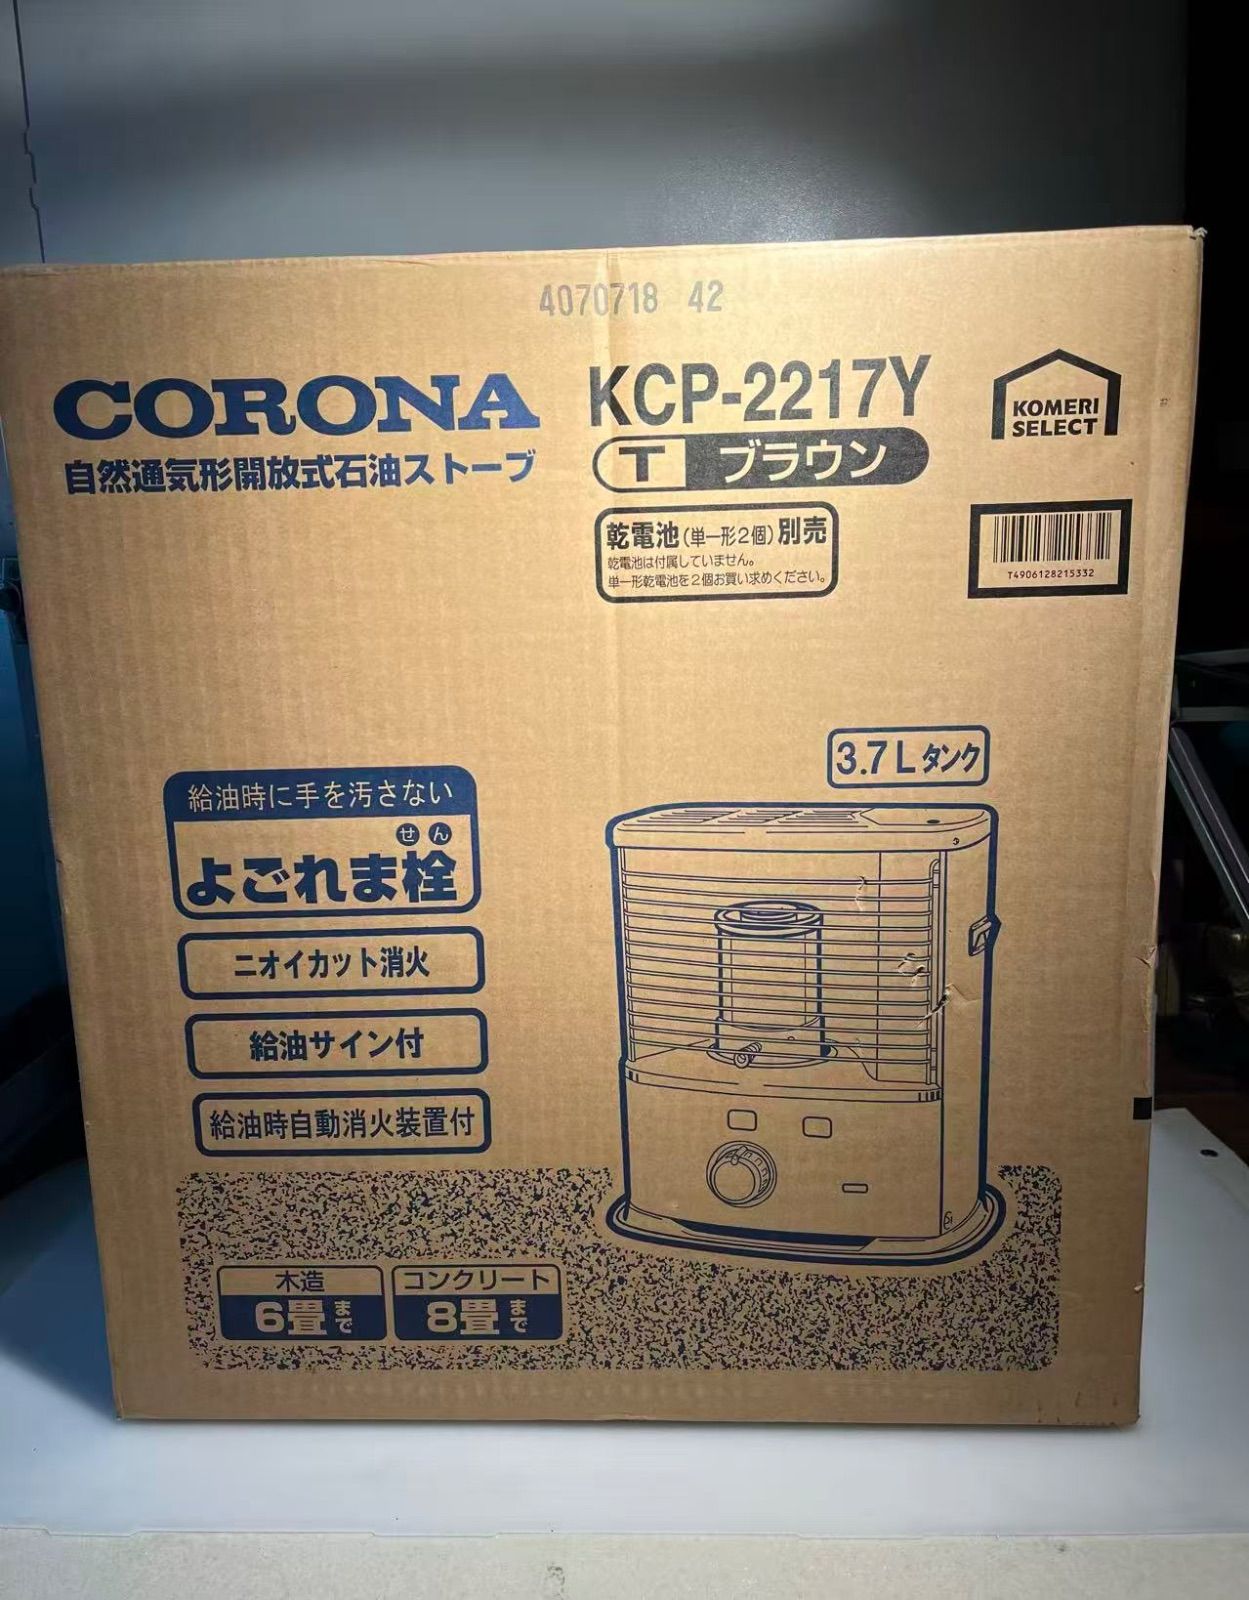 4070718 42
CORONA
自然通気形開放式石油ストーブ
KCP-2217Y
T ブラウン
KOMERI
SELECT
乾電池(単一形2個)別売
乾電池は付属していません。
単一形乾電池を2個お買い求めください。
T4906128215332
3.7Lタンク
給油時に手を汚さない
せん
よごれま栓
ニオイカット消火
給油サイン付
給油時自動消火装置付
木造
6畳まで
コンクリート
8畳まで